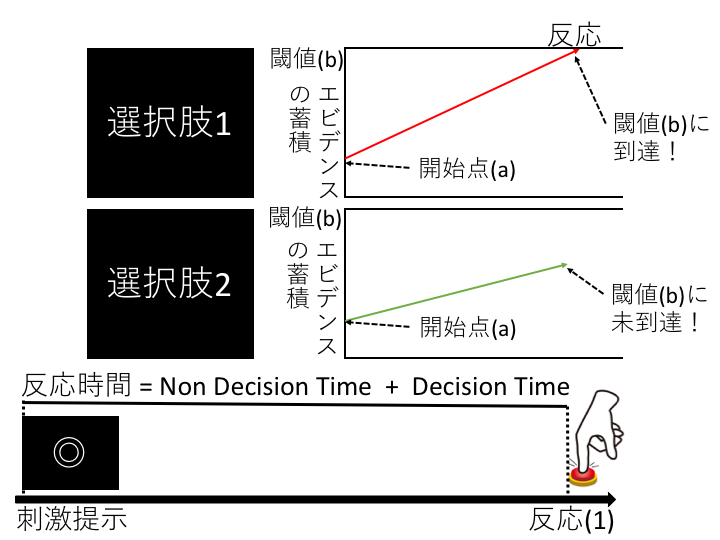 反応
選択肢1
閾値(b)
エビデンス
の蓄積
閾値(b)に
到達！
開始点(a)
選択肢2
閾値(b)
エビデンス
の蓄積
閾値(b)に
未到達！
開始点(a)
反応時間 = Non Decision Time + Decision Time
刺激提示
反応(1)